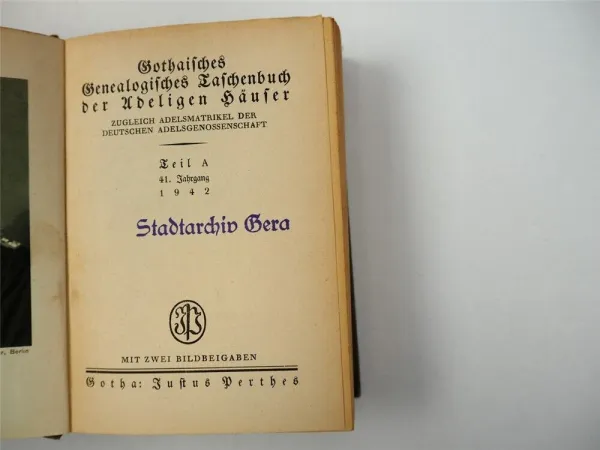 Gothaisches
Genealogisches Taschenbuch
der Adeligen Häuser
ZUGLEICH ADELSMATRIKEL DER
DEUTSCHEN ADELSGENOSSENSCHAFT
Teil A
41. Jahrgang
1942
Stadtarchiv Gera
JP
MIT ZWEI BILDBEIGABEN
Gotha: Justus Perthes